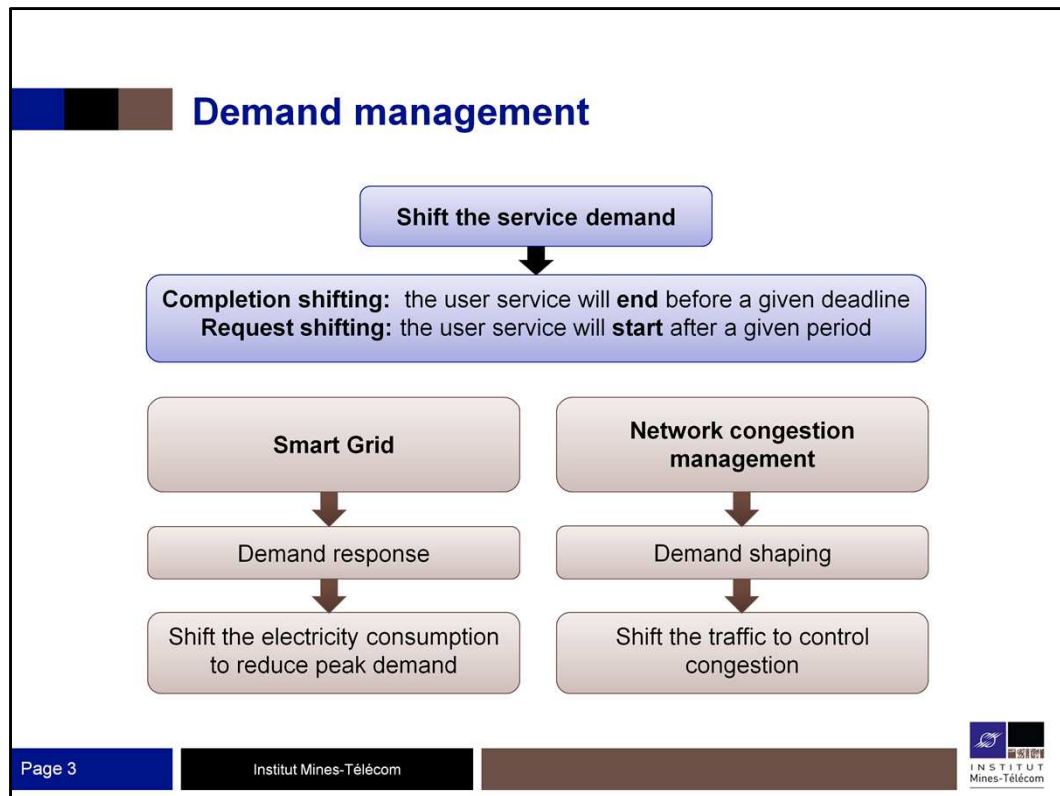 Demand management
Shift the service demand
Completion shifting: the user service will end before a given deadline
Request shifting: the user service will start after a given period
Smart Grid
Demand response
Shift the electricity consumption
to reduce peak demand
Network congestion
management
Demand shaping
Shift the traffic to control
congestion
Page 3
Institut Mines-Télécom
INSTITUT
Mines-Télécom